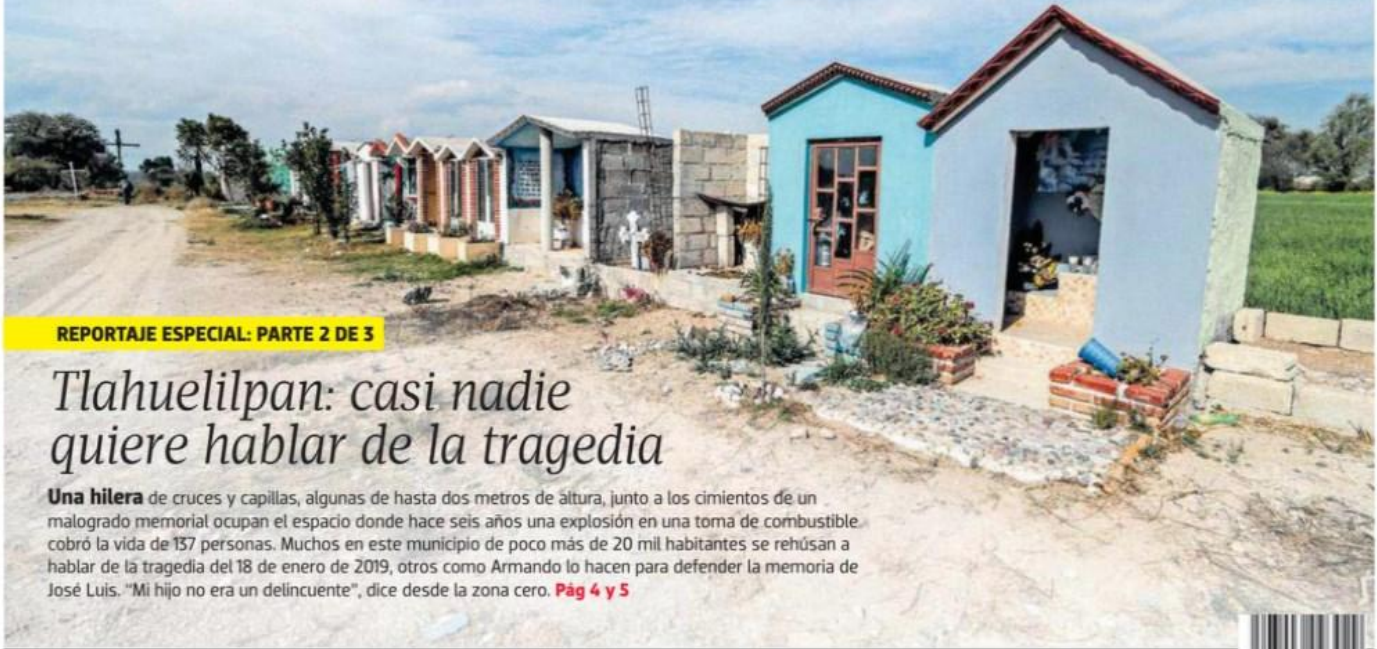 REPORTAJE ESPECIAL: PARTE 2 DE 3
Tlahuelilpan: casi nadie
quiere hablar de la tragedia
Una hilera de cruces y capillas, algunas de hasta dos metros de altura, junto a los cimientos de un
malogrado memorial ocupan el espacio donde hace seis años una explosión en una toma de combustible
cobró la vida de 137 personas. Muchos en este municipio de poco más de 20 mil habitantes se rehúsan a
hablar de la tragedia del 18 de enero de 2019, otros como Armando lo hacen para defender la memoria de
José Luis. “Mi hijo no era un delincuente”, dice desde la zona cero. Pág 4 y 5